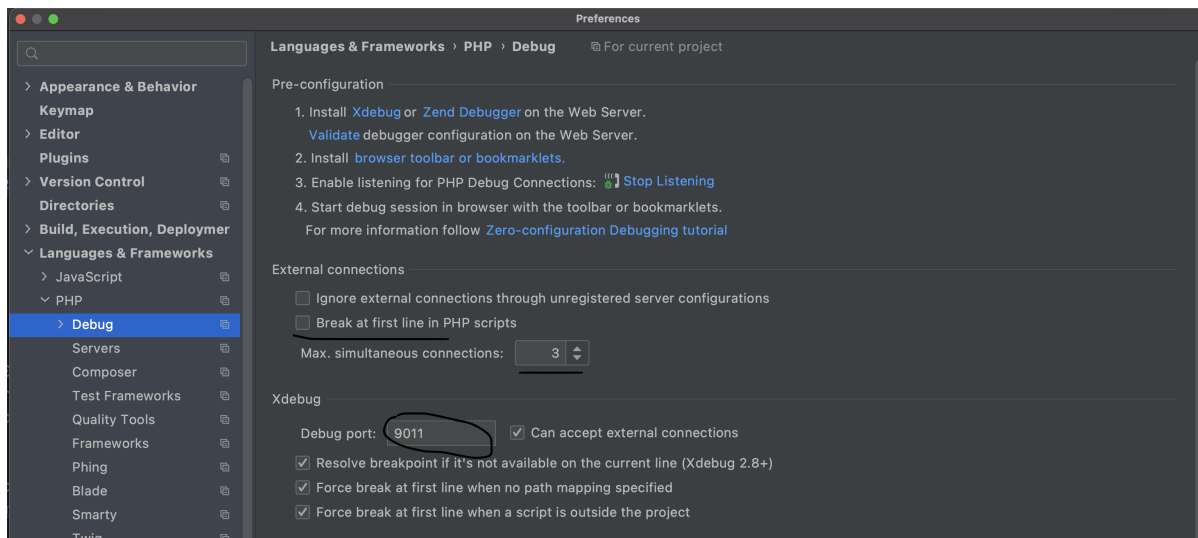 Preferences
Languages & Frameworks › PHP › Debug For current project
Appearance & Behavior
Keymap
Editor
Plugins
Version Control
Directories
Build, Execution, Deploymer
Languages & Frameworks
JavaScript
PHP
Debug
Servers
Composer
Test Frameworks
Quality Tools
Frameworks
Phing
Blade
Smarty
Twig
Pre-configuration
1. Install Xdebug or Zend Debugger on the Web Server.
Validate debugger configuration on the Web Server.
2. Install browser toolbar or bookmarklets.
3. Enable listening for PHP Debug Connections: Stop Listening
4. Start debug session in browser with the toolbar or bookmarklets.
For more information follow Zero-configuration Debugging tutorial
External connections
Ignore external connections through unregistered server configurations
Break at first line in PHP scripts
Max. simultaneous connections: 3
Xdebug
Debug port: 9011 Can accept external connections
Resolve breakpoint if it's not available on the current line (Xdebug 2.8+)
Force break at first line when no path mapping specified
Force break at first line when a script is outside the project